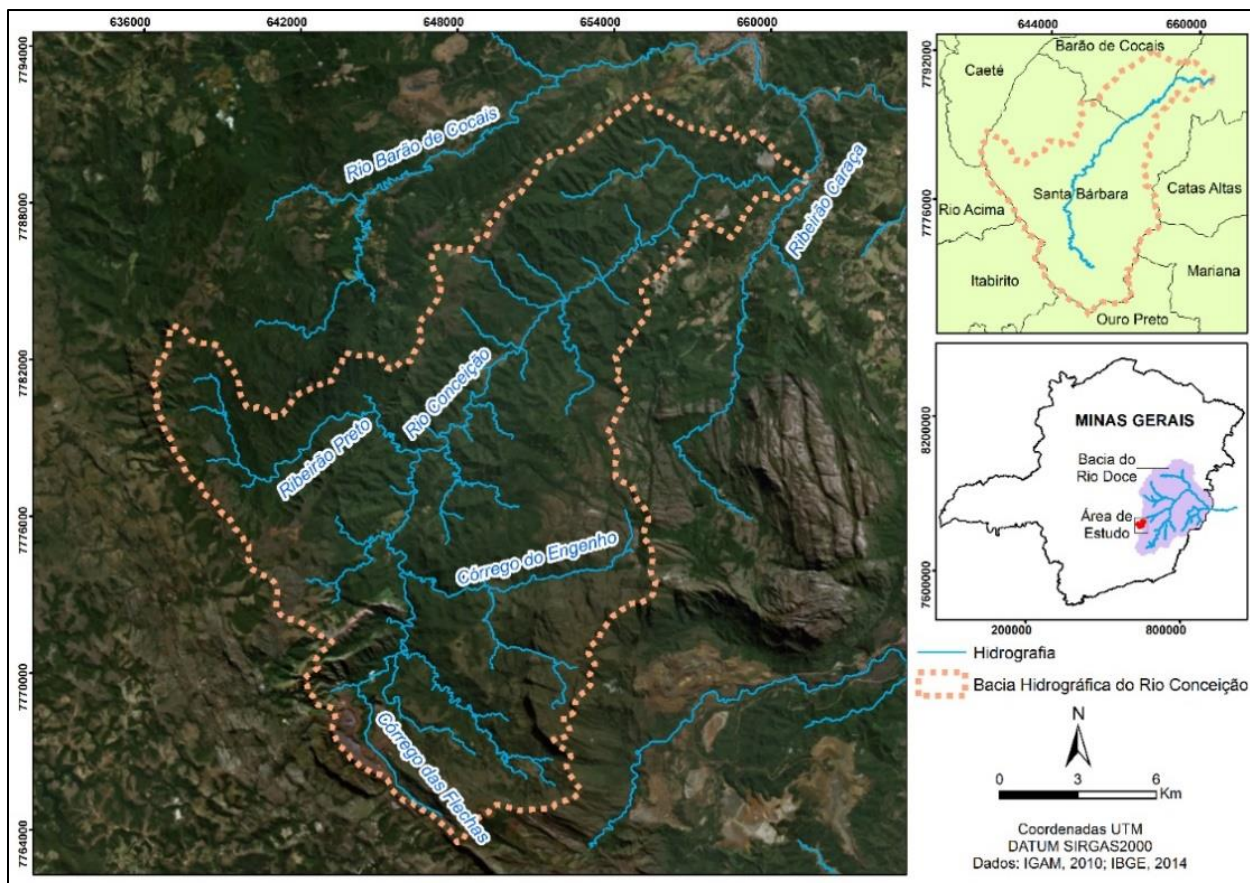 636000
642000
648000
654000
660000
7794000
7788000
7782000
7776000
7770000
7764000
Rio Barão de Cocais
Ribeirão Caraça
Rio Conceição
Ribeirão Preto
Córrego do Engenho
Córrego das Flechas
644000
660000
7792000
7776000
Barão de Cocais
Caeté
Santa Bárbara
Catas Altas
Rio Acima
Itabirito
Mariana
Ouro Preto
MINAS GERAIS
Bacia do
Rio Doce
Área de
Estudo
8200000
7600000
200000
800000
Hidrografia
Bacia Hidrográfica do Rio Conceição
N
0
3
6
Km
Coordenadas UTM
DATUM SIRGAS2000
Dados: IGAM, 2010; IBGE, 2014